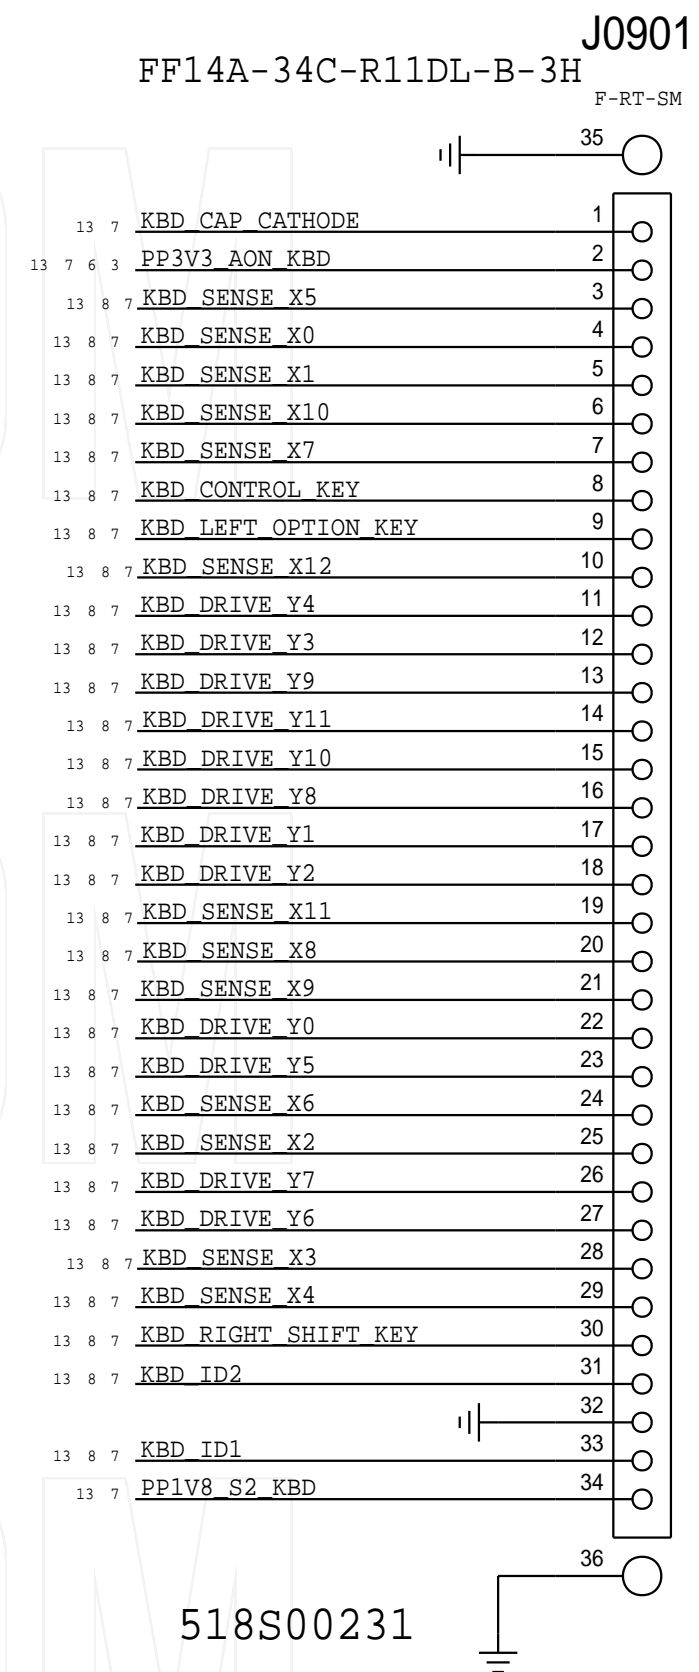 J0901
FF14A-34C-R11DL-B-3H
F-RT-SM
35
13 7 KBD_CAP_CATHODE 1
13 7 6 3 PP3V3_AON_KBD 2
13 8 7 KBD_SENSE_X5 3
13 8 7 KBD_SENSE_X0 4
13 8 7 KBD_SENSE_X1 5
13 8 7 KBD_SENSE_X10 6
13 8 7 KBD_SENSE_X7 7
13 8 7 KBD_CONTROL_KEY 8
13 8 7 KBD_LEFT_OPTION_KEY 9
13 8 7 KBD_SENSE_X12 10
13 8 7 KBD_DRIVE_Y4 11
13 8 7 KBD_DRIVE_Y3 12
13 8 7 KBD_DRIVE_Y9 13
13 8 7 KBD_DRIVE_Y11 14
13 8 7 KBD_DRIVE_Y10 15
13 8 7 KBD_DRIVE_Y8 16
13 8 7 KBD_DRIVE_Y1 17
13 8 7 KBD_DRIVE_Y2 18
13 8 7 KBD_SENSE_X11 19
13 8 7 KBD_SENSE_X8 20
13 8 7 KBD_SENSE_X9 21
13 8 7 KBD_DRIVE_Y0 22
13 8 7 KBD_DRIVE_Y5 23
13 8 7 KBD_SENSE_X6 24
13 8 7 KBD_SENSE_X2 25
13 8 7 KBD_DRIVE_Y7 26
13 8 7 KBD_DRIVE_Y6 27
13 8 7 KBD_SENSE_X3 28
13 8 7 KBD_SENSE_X4 29
13 8 7 KBD_RIGHT_SHIFT_KEY 30
13 8 7 KBD_ID2 31
32
13 8 7 KBD_ID1 33
13 7 PP1V8_S2_KBD 34
36
518S00231